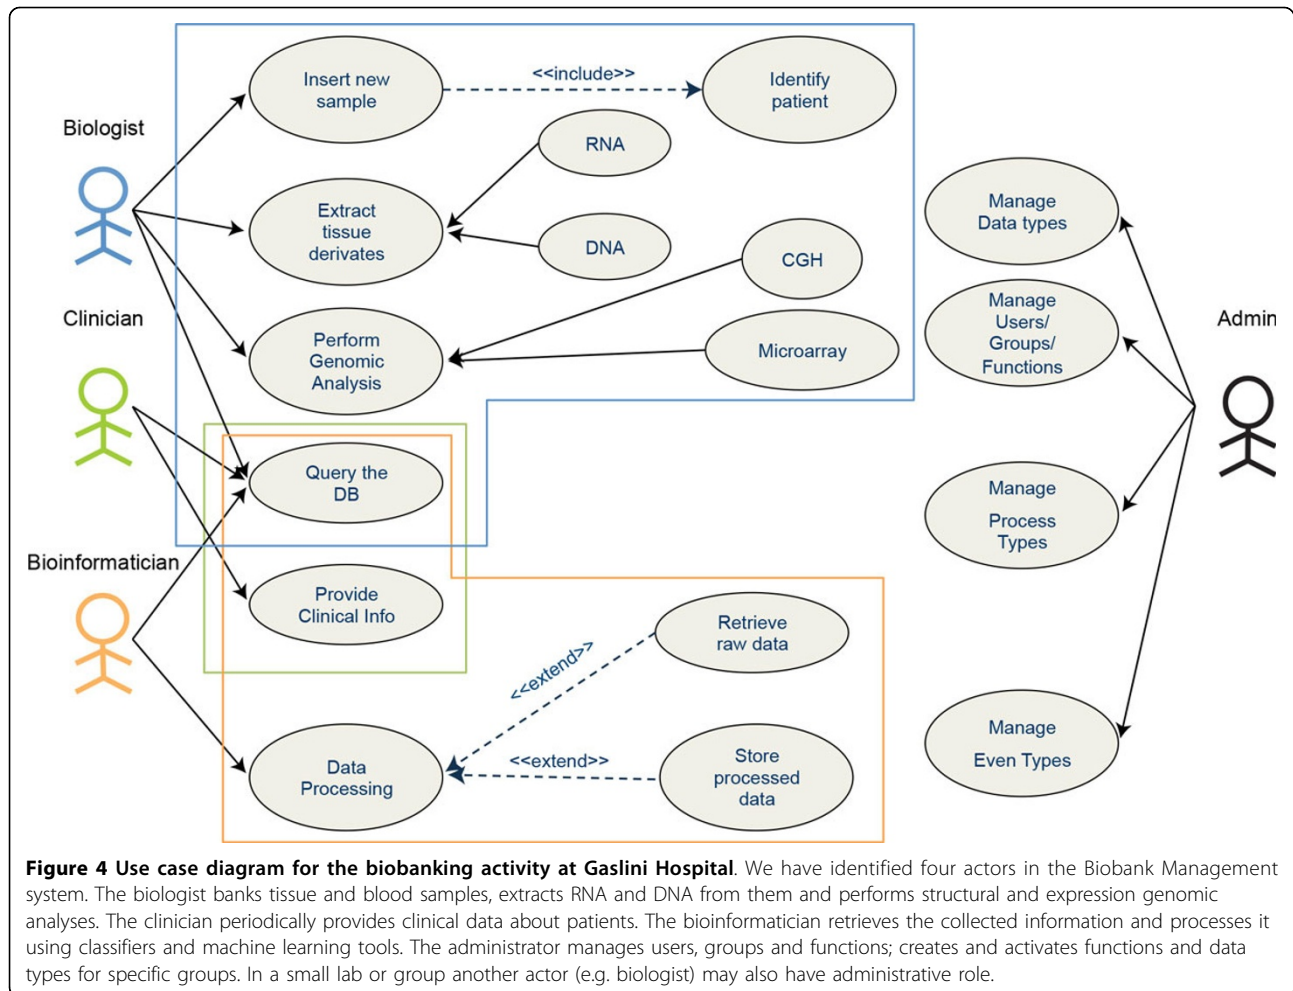 Insert new
sample
<<include>>
Identify
patient
Biologist
RNA
Extract
tissue
derivates
DNA
CGH
Manage
Data types
Clinician
Perform
Genomic
Analysis
Microarray
Manage
Users/
Groups/
Functions
Admin
Query the
DB
Manage
Process
Types
Bioinformatician
Provide
Clinical Info
<<extend>>
Retrieve
raw data
Data
Processing
<<extend>>
Store
processed
data
Manage
Even Types
Figure 4 Use case diagram for the biobanking activity at Gaslini Hospital. We have identified four actors in the Biobank Management
system. The biologist banks tissue and blood samples, extracts RNA and DNA from them and performs structural and expression genomic
analyses. The clinician periodically provides clinical data about patients. The bioinformatician retrieves the collected information and processes it
using classifiers and machine learning tools. The administrator manages users, groups and functions; creates and activates functions and data
types for specific groups. In a small lab or group another actor (e.g. biologist) may also have administrative role.